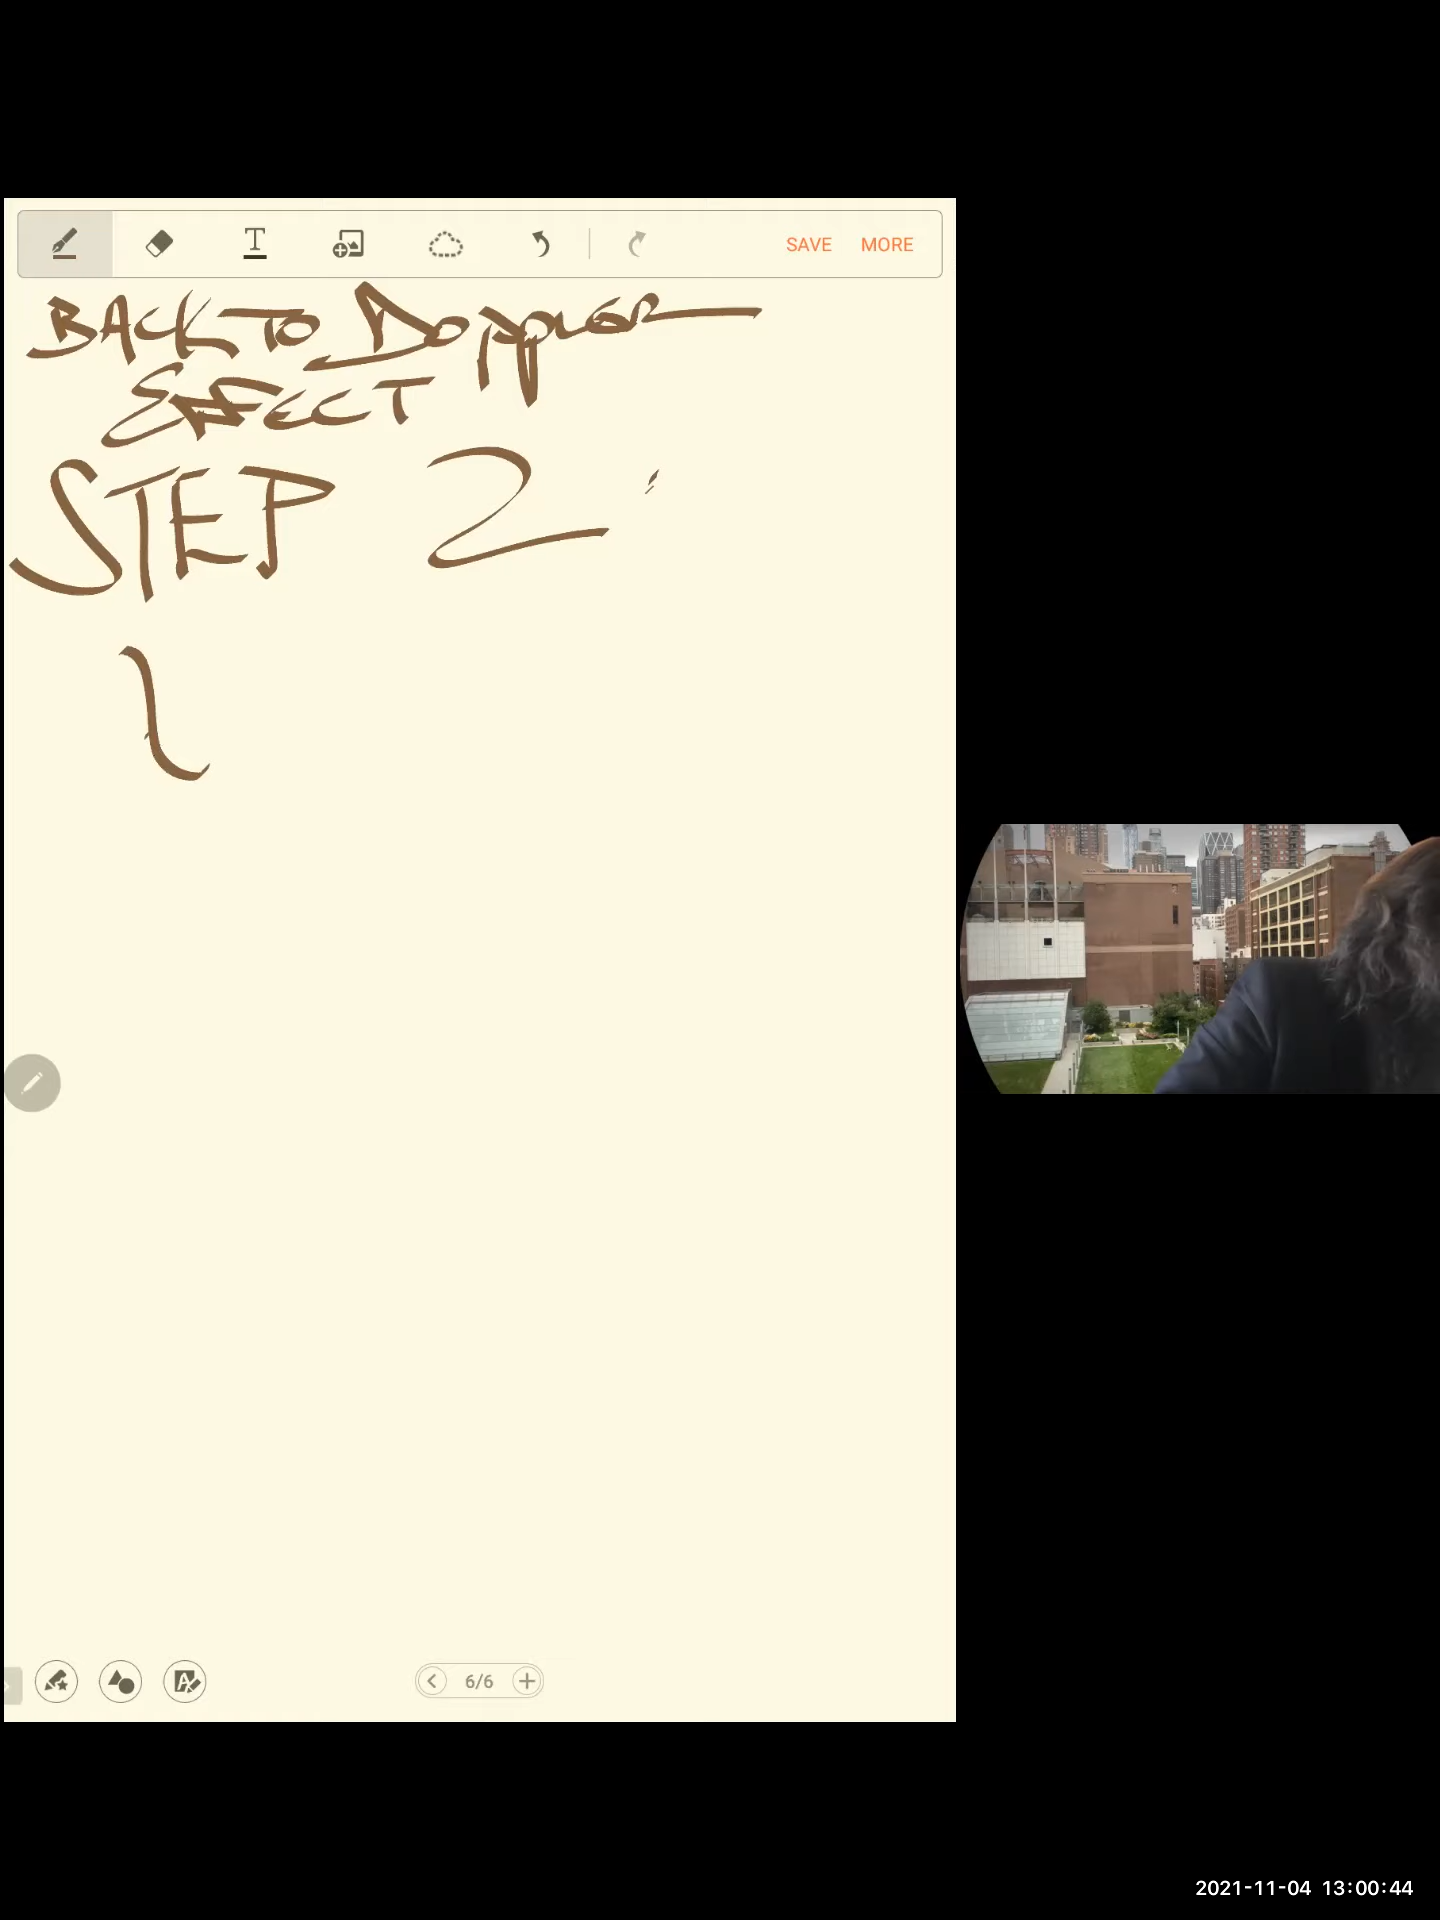 T
SAVE MORE
BACK TO DOPPLER
EFFECT
STEP 2
6/6
2021-11-04 13:00:44